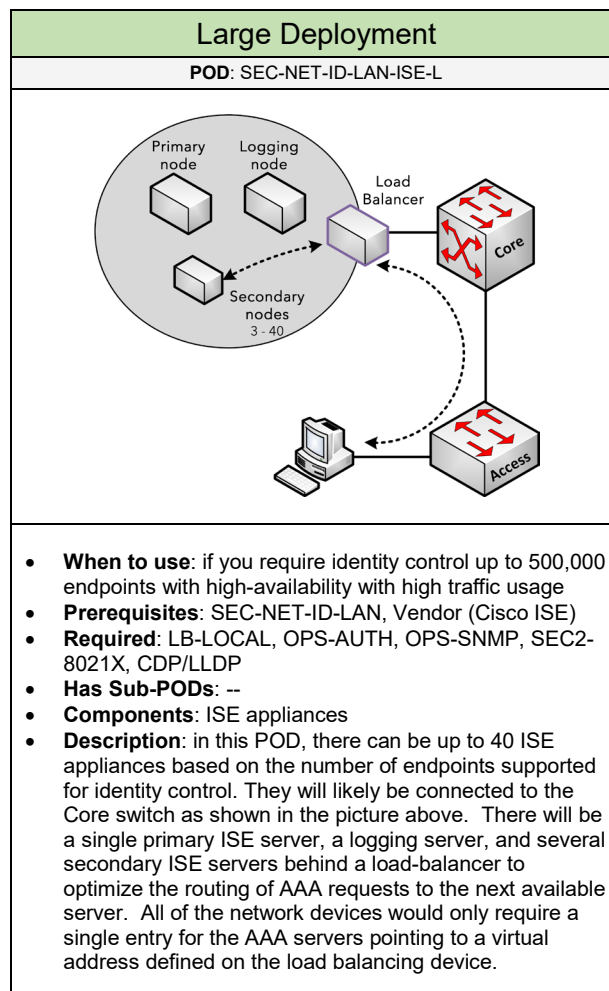 Large Deployment
POD: SEC-NET-ID-LAN-ISE-L
Primary
node
Logging
node
Load
Balancer
Core
Secondary
nodes
3 - 40
Access
• When to use: if you require identity control up to 500,000
endpoints with high-availability with high traffic usage
• Prerequisites: SEC-NET-ID-LAN, Vendor (Cisco ISE)
• Required: LB-LOCAL, OPS-AUTH, OPS-SNMP, SEC2-
8021X, CDP/LLDP
• Has Sub-PODs: --
• Components: ISE appliances
• Description: in this POD, there can be up to 40 ISE
appliances based on the number of endpoints supported
for identity control. They will likely be connected to the
Core switch as shown in the picture above. There will be
a single primary ISE server, a logging server, and several
secondary ISE servers behind a load-balancer to
optimize the routing of AAA requests to the next available
server. All of the network devices would only require a
single entry for the AAA servers pointing to a virtual
address defined on the load balancing device.